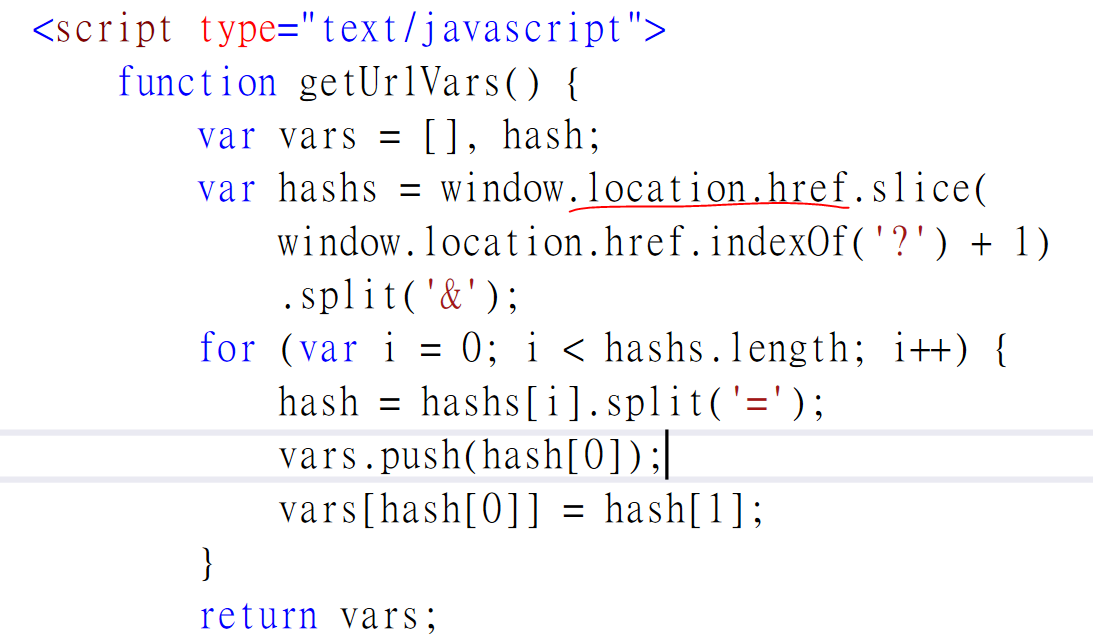 <script type="text/javascript">
function getUrlVars() {
var vars = [], hash;
var hashs = window.location.href.slice(
window.location.href.indexOf('?') + 1)
.split('&');
for (var i = 0; i < hashs.length; i++) {
hash = hashs[i].split('=');
vars.push(hash[0]);
vars[hash[0]] = hash[1];
}
return vars;